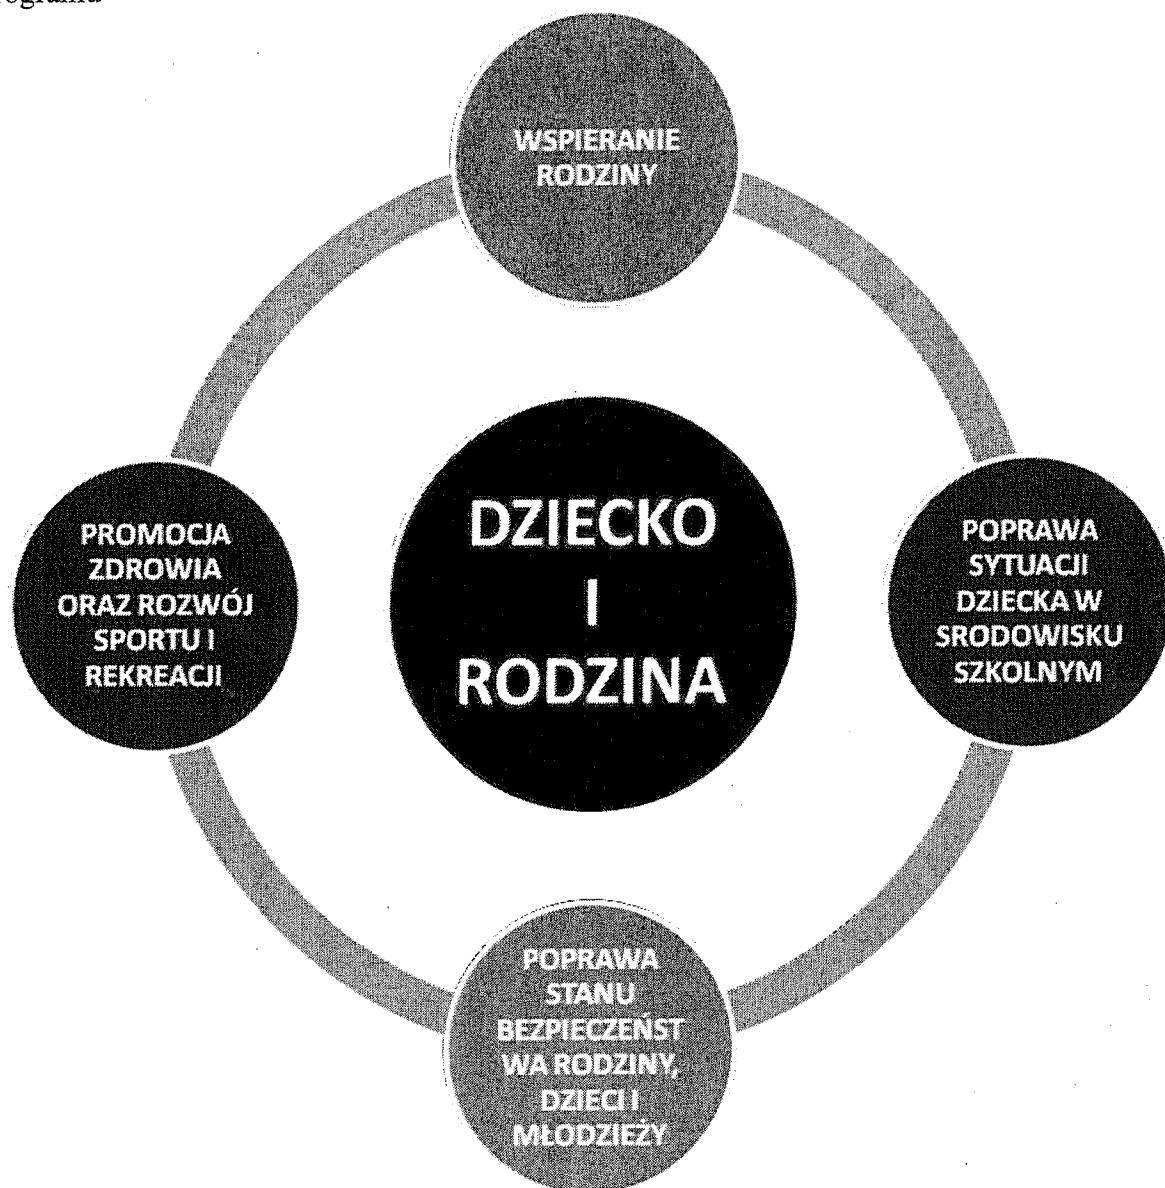 WSPIERANIE
RODZINY
DZIECKO
I
RODZINA
PROMOCJA
ZDROWIA
ORAZ ROZWÓJ
SPORTU I
REKREACJI
POPRAWA
SYTUACJI
DZIECKA W
SRODOWISKU
SZKOLNYM
POPRAWA
STANU
BEZPIECZEŃST
WA RODZINY,
DZIECI I
MŁODZIEŻY